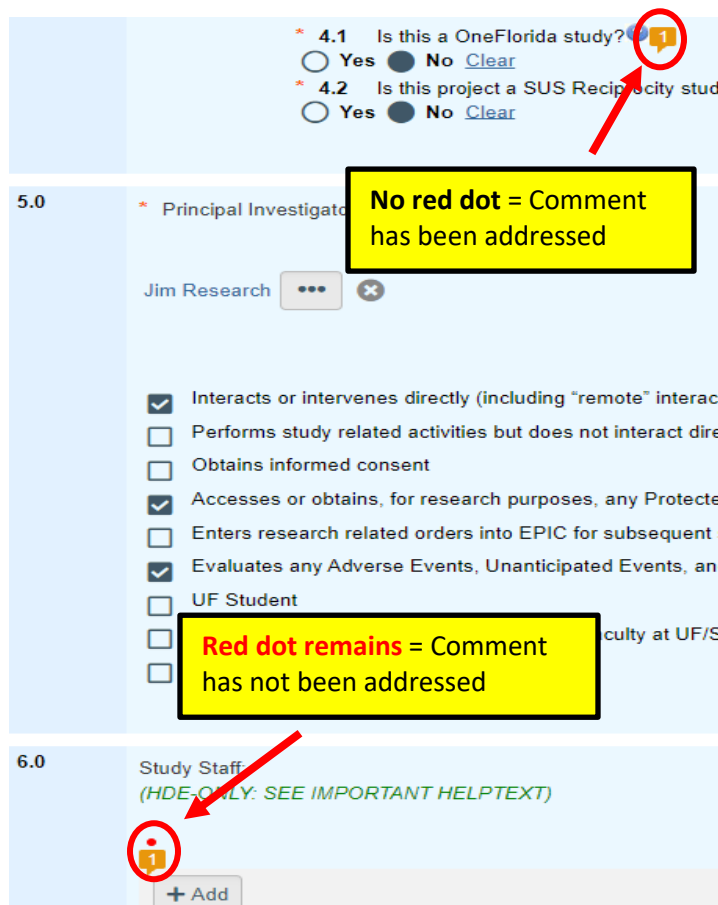 * 4.1 Is this a OneFlorida study? 1
Yes No Clear
* 4.2 Is this project a SUS Reciprocity stud
Yes No Clear
No red dot = Comment
has been addressed
5.0 * Principal Investigato
Jim Research •••
Interacts or intervenes directly (including “remote” interac
Performs study related activities but does not interact dire
Obtains informed consent
Accesses or obtains, for research purposes, any Protecte
Enters research related orders into EPIC for subsequent
Evaluates any Adverse Events, Unanticipated Events, an
UF Student
culty at UF/S
Red dot remains = Comment
has not been addressed
6.0 Study Staff:
(HDE-ONLY: SEE IMPORTANT HELPTEXT)
1
+ Add